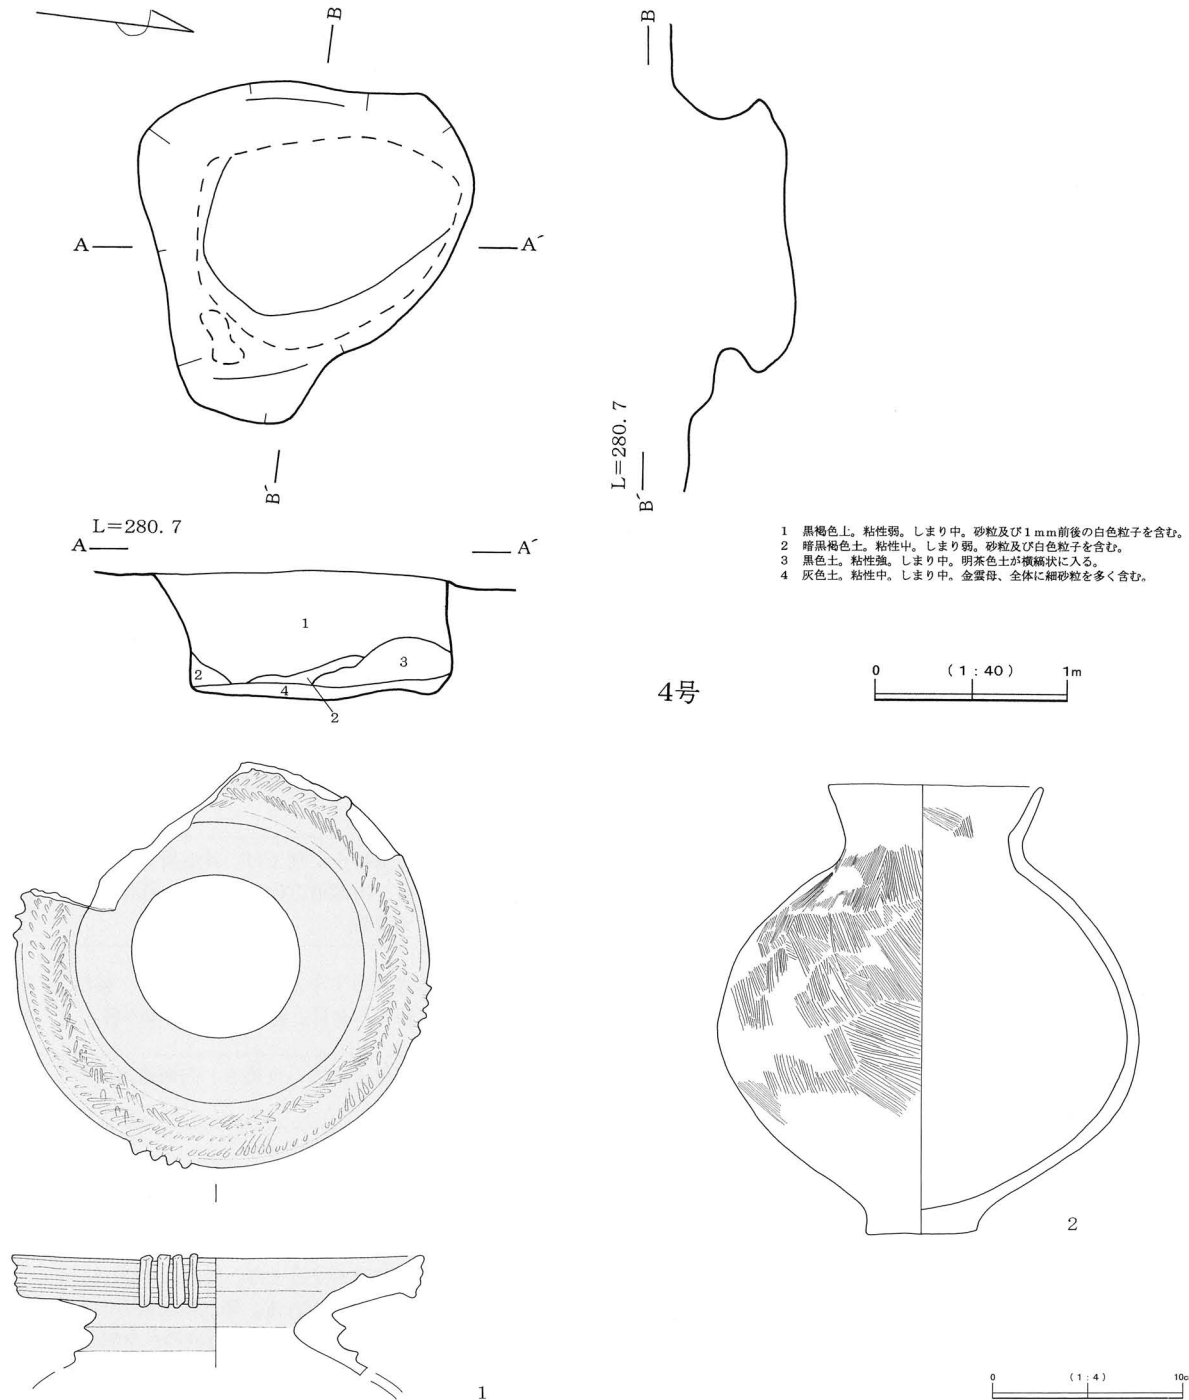 B
B
A
A´
B´
L=280. 7
B´
L=280. 7
A
A´
1 黒褐色土。粘性弱。しまり中。砂粒及び1mm前後の白色粒子を含む。
2 暗黒褐色土。粘性中。しまり弱。砂粒及び白色粒子を含む。
3 黒色土。粘性強。しまり中。明茶色土が横縞状に入る。
4 灰色土。粘性中。しまり中。金雲母、全体に細砂粒を多く含む。
1
2
3
4
2
4号
0 (1:40) 1m
2
1
0 (1:4) 10c